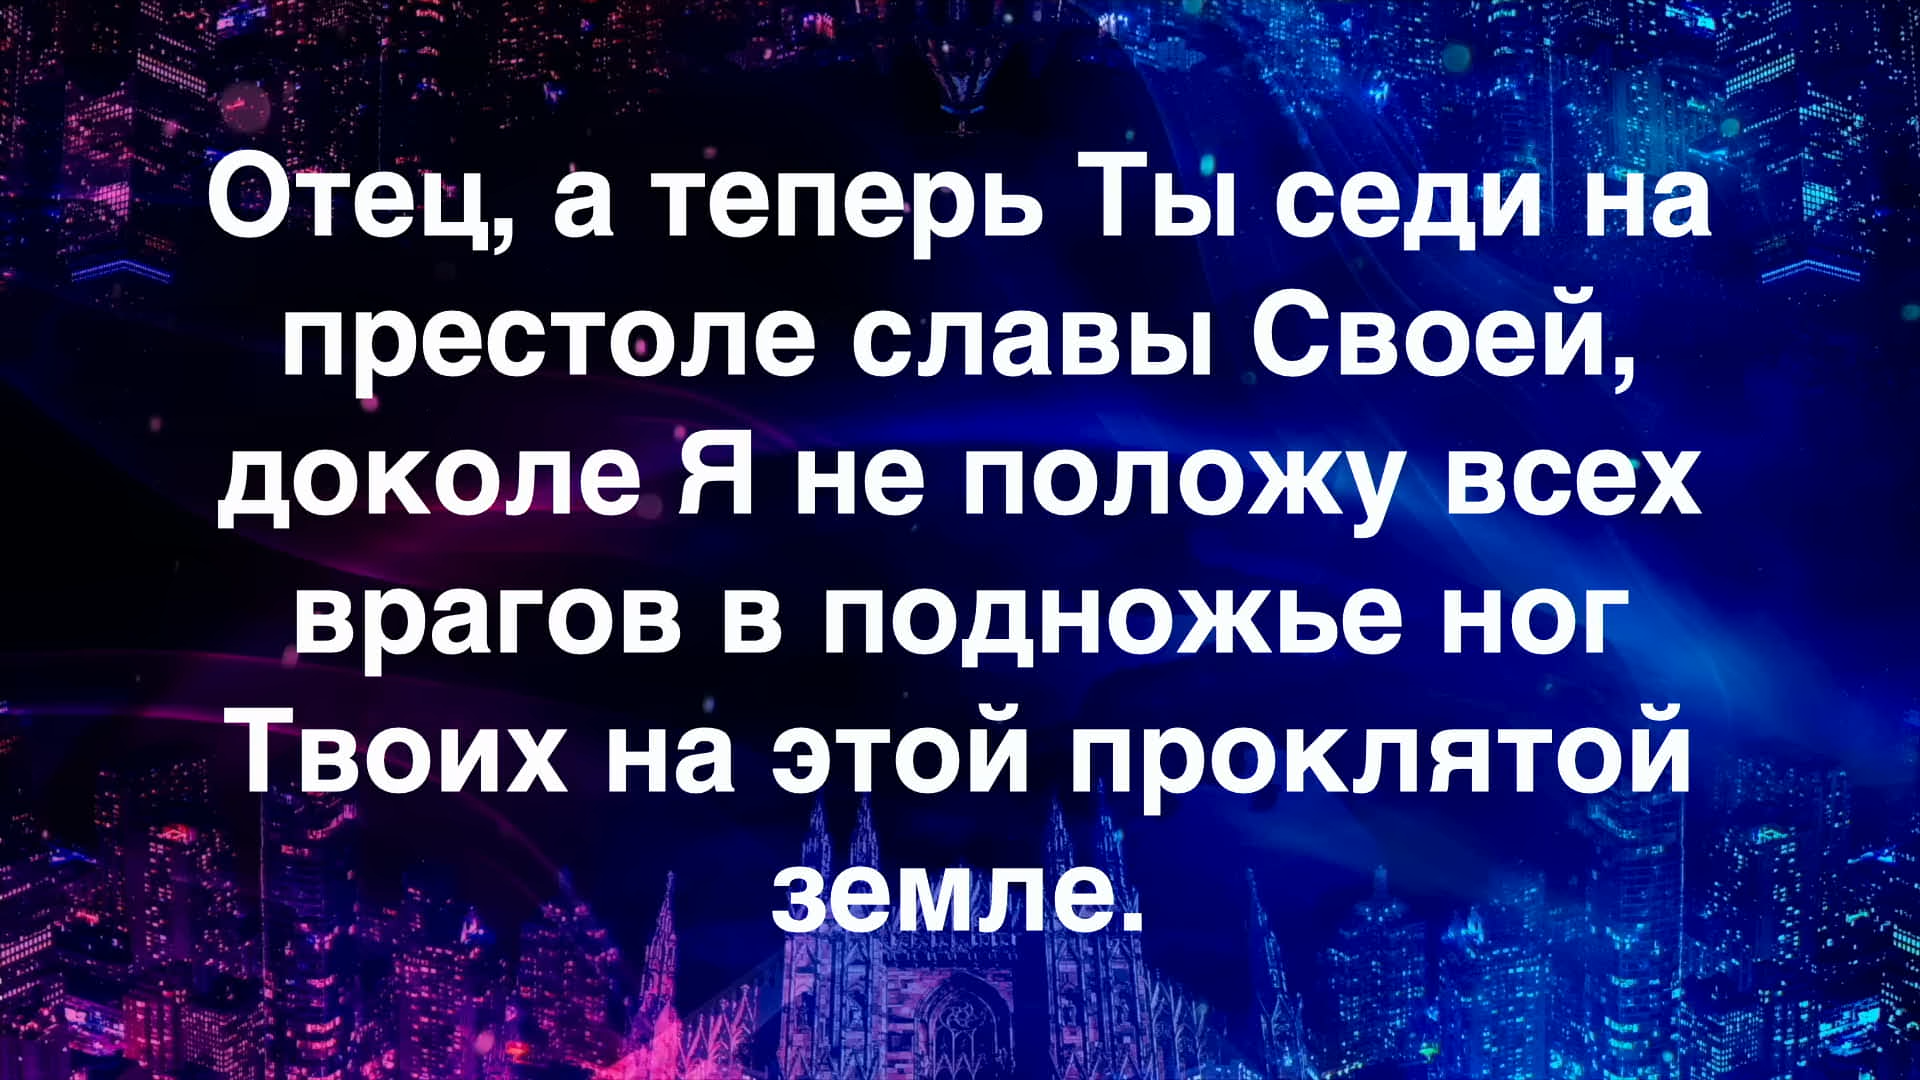 Отец, а теперь Ты седи на
престоле славы Своей,
доколе Я не положу всех
врагов в подножье ног
Твоих на этой проклятой
земле.